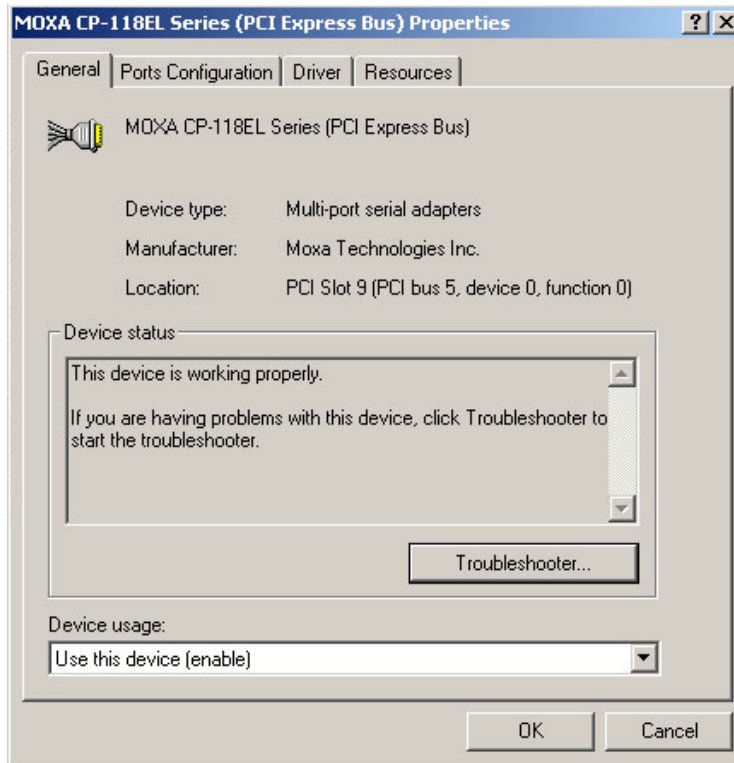 MOXA CP-118EL Series (PCI Express Bus) Properties
General Ports Configuration Driver Resources
MOXA CP-118EL Series (PCI Express Bus)
Device type: Multi-port serial adapters
Manufacturer: Moxa Technologies Inc.
Location: PCI Slot 9 (PCI bus 5, device 0, function 0)
Device status
This device is working properly.
If you are having problems with this device, click Troubleshooter to
start the troubleshooter.
Troubleshooter...
Device usage:
Use this device (enable)
OK Cancel